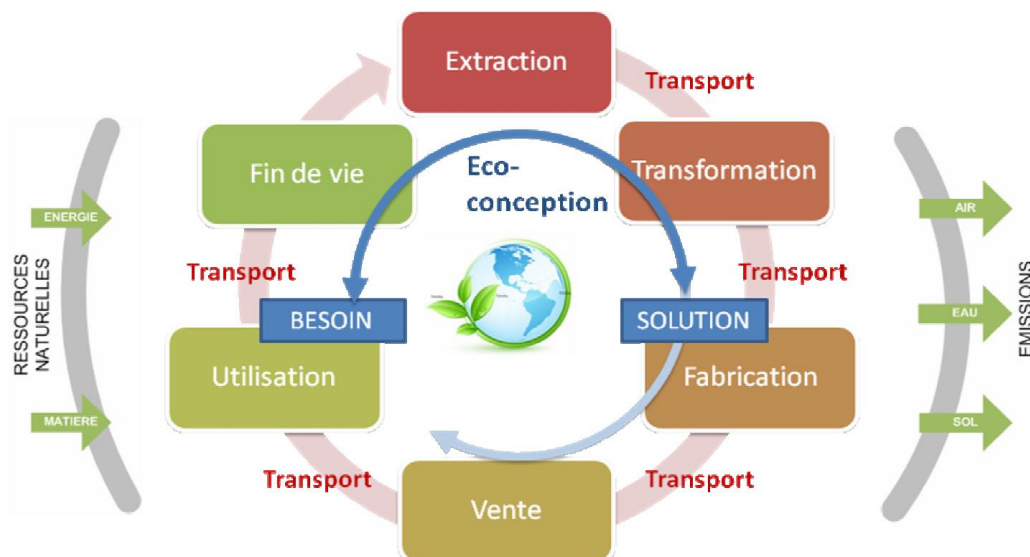 Extraction
Transport
Fin de vie
Transformation
Eco-
conception
ENERGIE
AIR
RESSOURCES
NATURELLES
Transport
Transport
BESOIN
SOLUTION
EAU
EMISSIONS
Utilisation
Fabrication
MATIERE
SOL
Transport
Transport
Vente